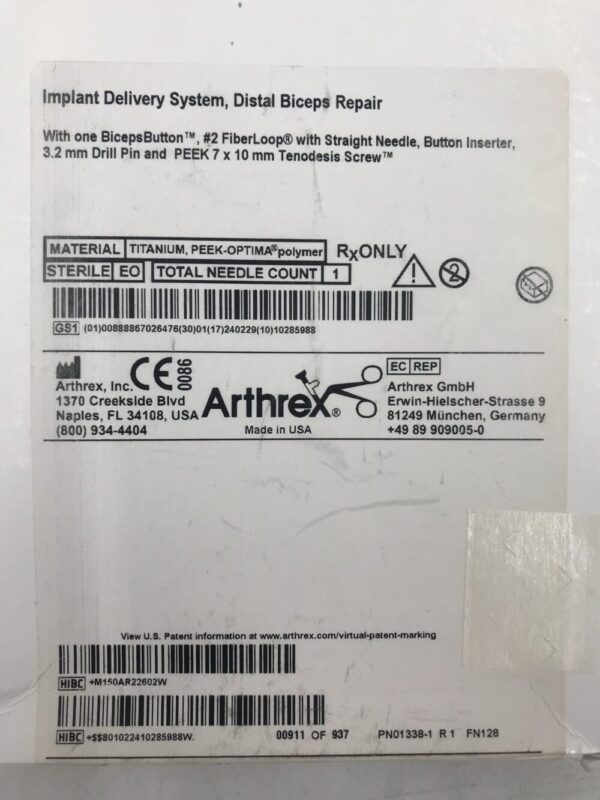 Implant Delivery System, Distal Biceps Repair
With one BicepsButton™, #2 FiberLoop® with Straight Needle, Button Inserter,
3.2 mm Drill Pin and PEEK 7 x 10 mm Tenodesis Screw™
MATERIAL TITANIUM, PEEK-OPTIMA®polymer RxONLY
STERILE EO TOTAL NEEDLE COUNT 1
2
GS1 (01)00888867026476(30)01(17)240229(10)10285988
CE 0086
EC REP
Arthrex, Inc.
1370 Creekside Blvd
Naples, FL 34108, USA
(800) 934-4404
Arthrex®
Made in USA
Arthrex GmbH
Erwin-Hielscher-Strasse 9
81249 München, Germany
+49 89 909005-0
View U.S. Patent information at www.arthrex.com/virtual-patent-marking
HIBC +M150AR22602W
HIBC +$$801022410285988W. 00911 OF 937 PN01338-1 R 1 FN128